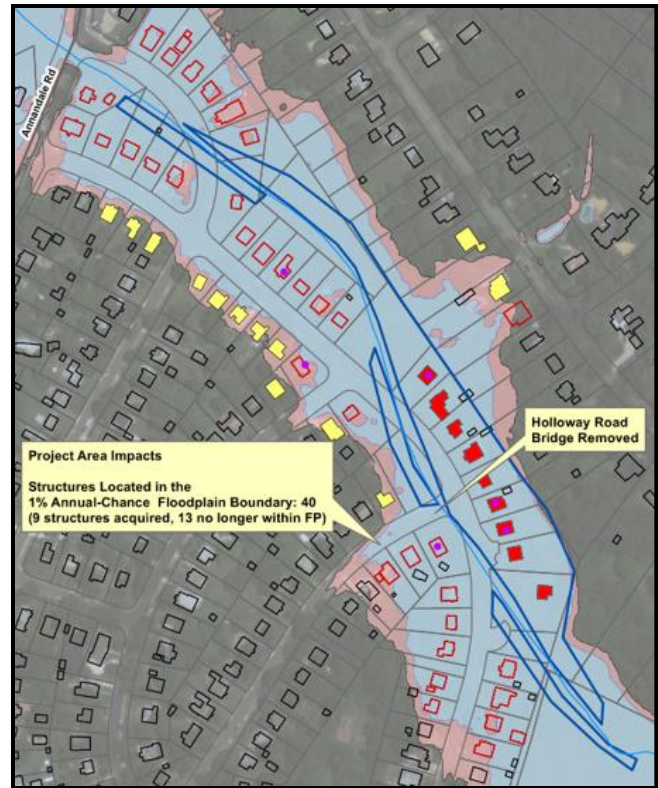 Annandale Rd
Holloway Road
Bridge Removed
Project Area Impacts
Structures Located in the
1% Annual-Chance Floodplain Boundary: 40
(9 structures acquired, 13 no longer within FP)